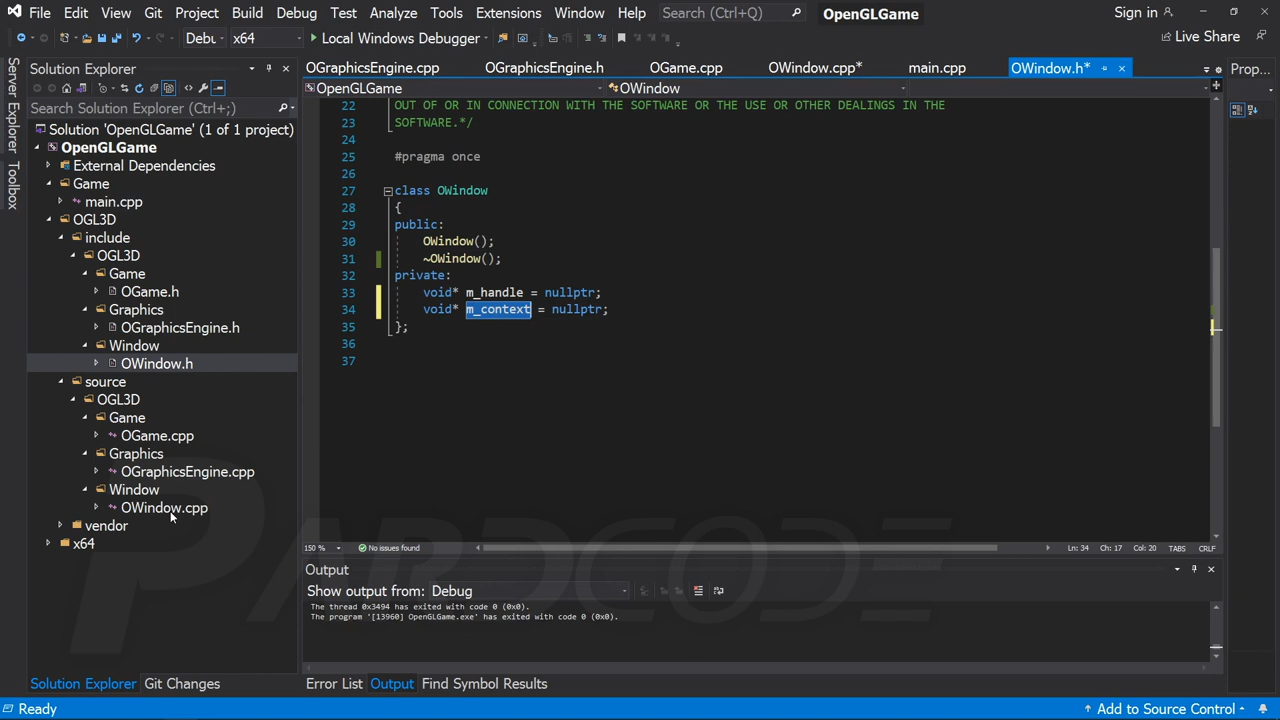 File Edit View Git Project Build Debug Test Analyze Tools Extensions Window Help Search (Ctrl+Q) OpenGLGame Sign in
Debu x64 Local Windows Debugger Live Share
Server Explorer
Toolbox
Solution Explorer
Search Solution Explorer (Ctrl+;)
Solution 'OpenGLGame' (1 of 1 project)
OpenGLGame
External Dependencies
Game
main.cpp
OGL3D
include
OGL3D
Game
OGame.h
Graphics
OGraphicsEngine.h
Window
OWindow.h
source
OGL3D
Game
OGame.cpp
Graphics
OGraphicsEngine.cpp
Window
OWindow.cpp
vendor
x64
Solution Explorer Git Changes
OGraphicsEngine.cpp OGraphicsEngine.h OGame.cpp OWindow.cpp* main.cpp OWindow.h*
OpenGLGame OWindow
22 OUT OF OR IN CONNECTION WITH THE SOFTWARE OR THE USE OR OTHER DEALINGS IN THE
23 SOFTWARE.*/
24
25 #pragma once
26
27 class OWindow
28 {
29 public:
30 OWindow();
31 ~OWindow();
32 private:
33 void* m_handle = nullptr;
34 void* m_context = nullptr;
35 };
36
37
150 % No issues found Ln: 34 Ch: 17 Col: 20 TABS CRLF
Output
Show output from: Debug
The thread 0x3494 has exited with code 0 (0x0).
The program '[13960] OpenGLGame.exe' has exited with code 0 (0x0).
Error List Output Find Symbol Results
Prop...
Ready Add to Source Control
PARDCODE